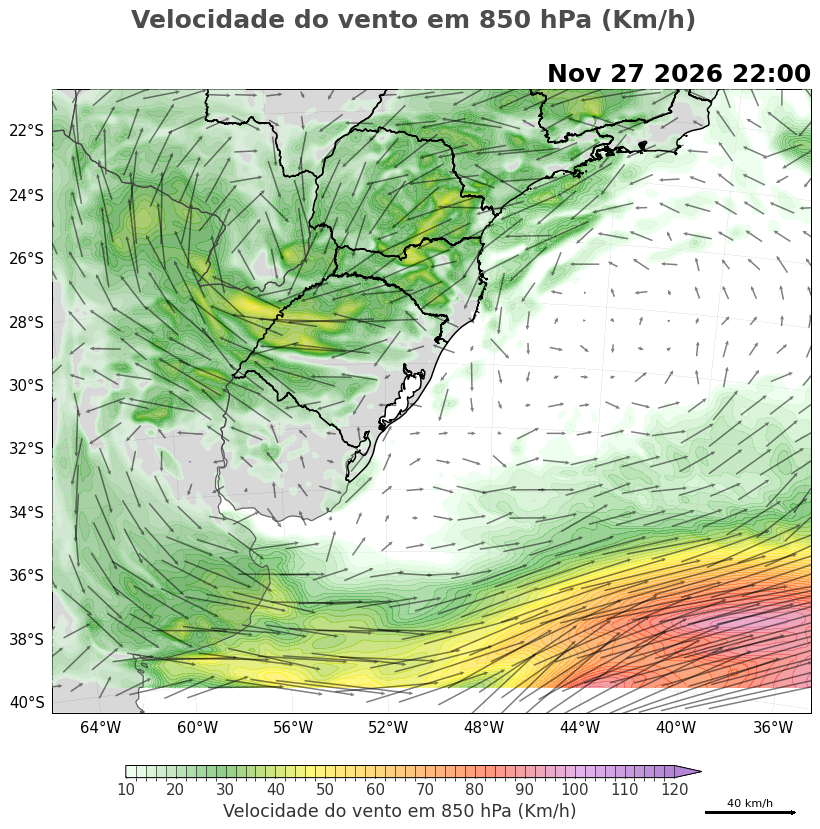 Velocidade do vento em 850 hPa (Km/h)
Nov 27 2026 22:00
22°S
24°S
26°S
28°S
30°S
32°S
34°S
36°S
38°S
40°S
64°W 60°W 56°W 52°W 48°W 44°W 40°W 36°W
10 20 30 40 50 60 70 80 90 100 110 120
Velocidade do vento em 850 hPa (Km/h)
40 km/h